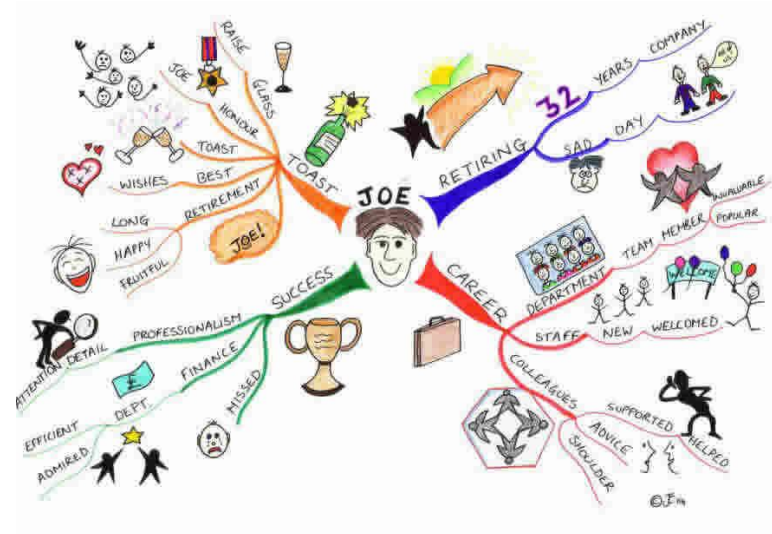 JOE
RETIRING
32 YEARS COMPANY
SAD DAY
CAREER
DEPARTMENT TEAM MEMBER
INVALUABLE
POPULAR
STAFF NEW WELCOMED
WELCOME
COLLEAGUES
SUPPORTED
HELPED
ADVICE
SHOULDER
SUCCESS
PROFESSIONALISM
ATTENTION DETAIL
FINANCE
DEPT.
EFFICIENT
ADMIRED
MISSED
£
TOAST
RAISE
GLASS
JOE
HONOUR
TOAST
BEST
WISHES
RETIREMENT
LONG
HAPPY
FRUITFUL
JOE!